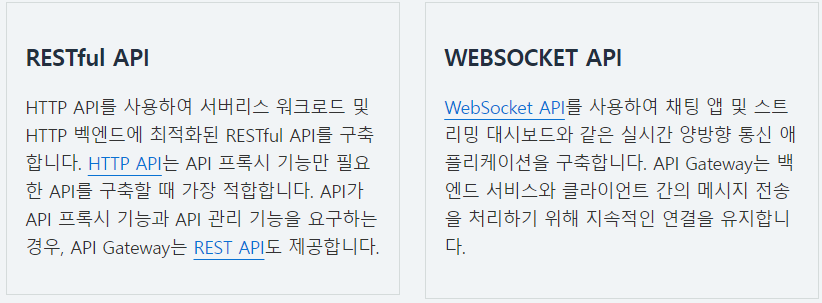 RESTful API
HTTP API를 사용하여 서버리스 워크로드 및
HTTP 벡엔드에 최적화된 RESTful API를 구축
합니다. HTTP API는 API 프록시 기능만 필요
한 API를 구축할 때 가장 적합합니다. API가
API 프록시 기능과 API 관리 기능을 요구하는
경우, API Gateway는 REST API도 제공합니다.
WEBSOCKET API
WebSocket API를 사용하여 채팅 앱 및 스트
리밍 대시보드와 같은 실시간 양방향 통신 애
플리케이션을 구축합니다. API Gateway는 백
엔드 서비스와 클라이언트 간의 메시지 전송
을 처리하기 위해 지속적인 연결을 유지합니
다.